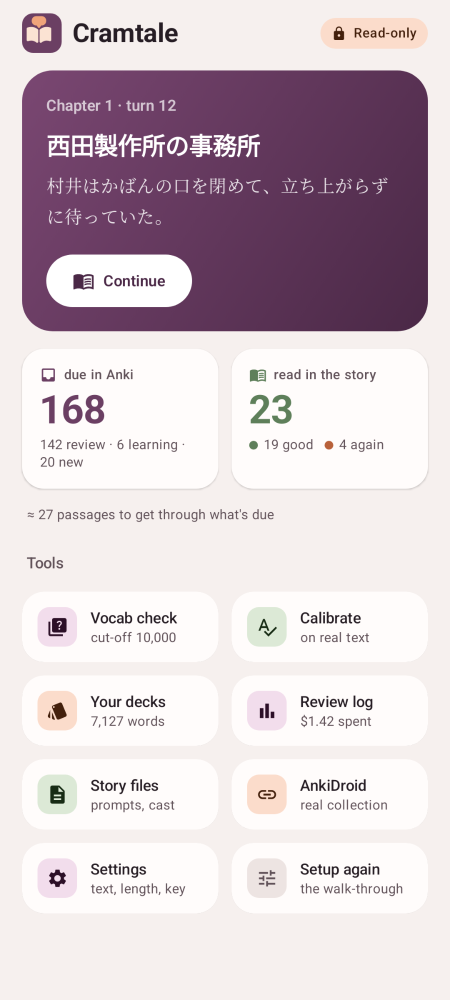 Cramtale
Read-only
Chapter 1 · turn 12
西田製作所の事務所
村井はかばんの口を閉めて、立ち上がらず
に待っていた。
Continue
due in Anki
168
142 review · 6 learning ·
20 new
read in the story
23
19 good
4 again
≈ 27 passages to get through what's due
Tools
Vocab check
cut-off 10,000
Calibrate
on real text
Your decks
7,127 words
Review log
$1.42 spent
Story files
prompts, cast
AnkiDroid
real collection
Settings
text, length, key
Setup again
the walk-through